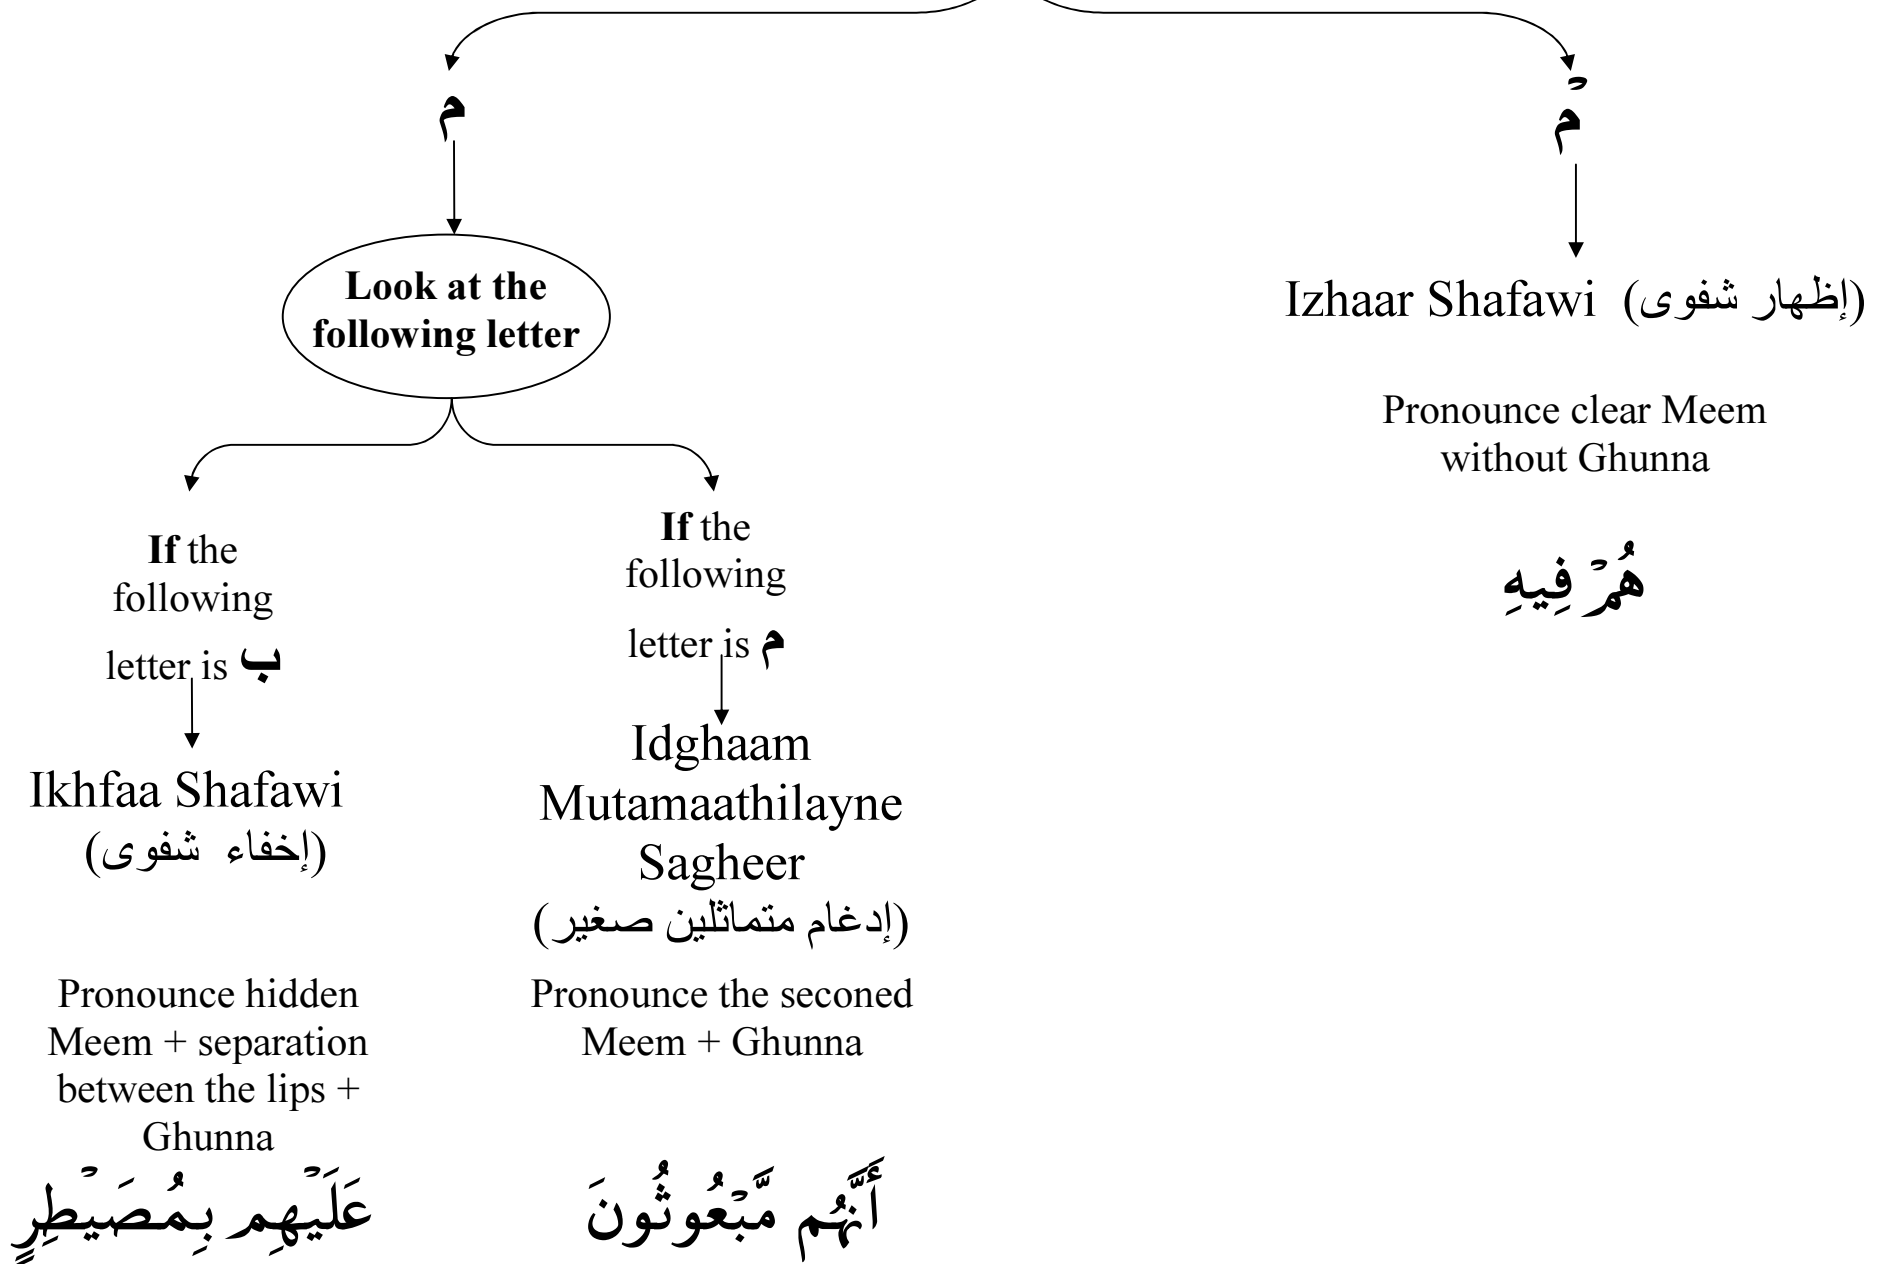 م
مۡ
Look at the
following letter
Izhaar Shafawi (إظهار شفوى)
Pronounce clear Meem
without Ghunna
هُمۡ فِيهِ
If the
following
letter is ب
If the
following
letter is م
Ikhfaa Shafawi
(إخفاء شفوى)
Idghaam
Mutamaathilayne
Sagheer
(إدغام متماثلين صغير)
Pronounce hidden
Meem + separation
between the lips +
Ghunna
عَلَيۡهِم بِمُصَيۡطِرٍ
Pronounce the seconed
Meem + Ghunna
أَنَّهُم مَّبۡعُوثُونَ